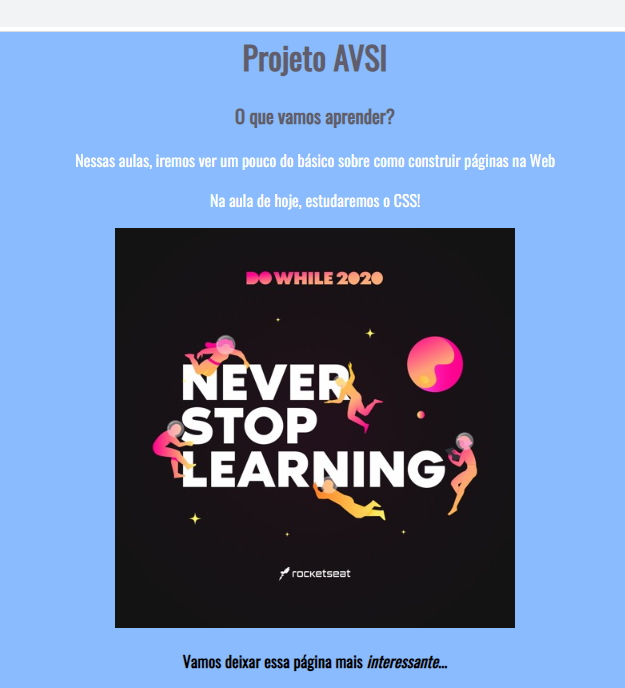 Projeto AVSI
O que vamos aprender?
Nessas aulas, iremos ver um pouco do básico sobre como construir páginas na Web
Na aula de hoje, estudaremos o CSS!
DO WHILE 2020
NEVER
STOP
LEARNING
rocketseat
Vamos deixar essa página mais interessante...